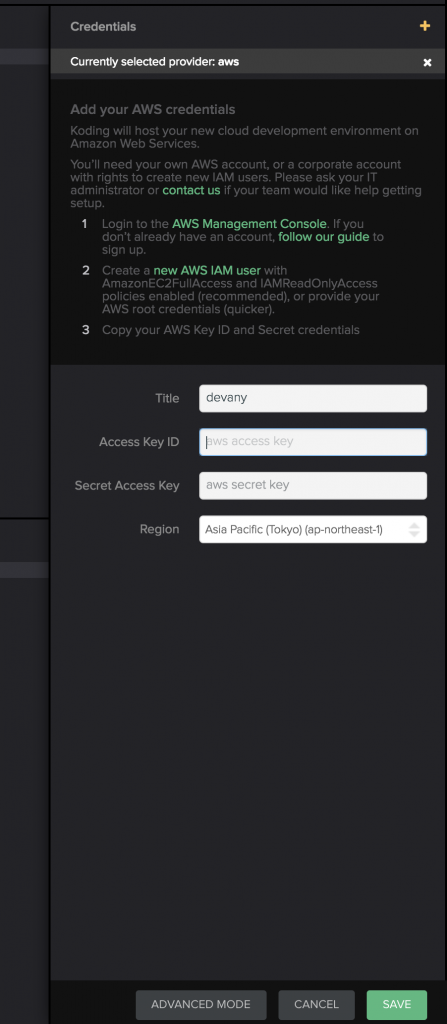 Credentials
Currently selected provider: aws
Add your AWS credentials
Koding will host your new cloud development environment on
Amazon Web Services.
You'll need your own AWS account, or a corporate account
with rights to create new IAM users. Please ask your IT
administrator or contact us if your team would like help getting
setup.
1 Login to the AWS Management Console. If you
don't already have an account, follow our guide to
sign up.
2 Create a new AWS IAM user with
AmazonEC2FullAccess and IAMReadOnlyAccess
policies enabled (recommended), or provide your
AWS root credentials (quicker).
3 Copy your AWS Key ID and Secret credentials
Title devany
Access Key ID aws access key
Secret Access Key aws secret key
Region Asia Pacific (Tokyo) (ap-northeast-1)
ADVANCED MODE CANCEL SAVE